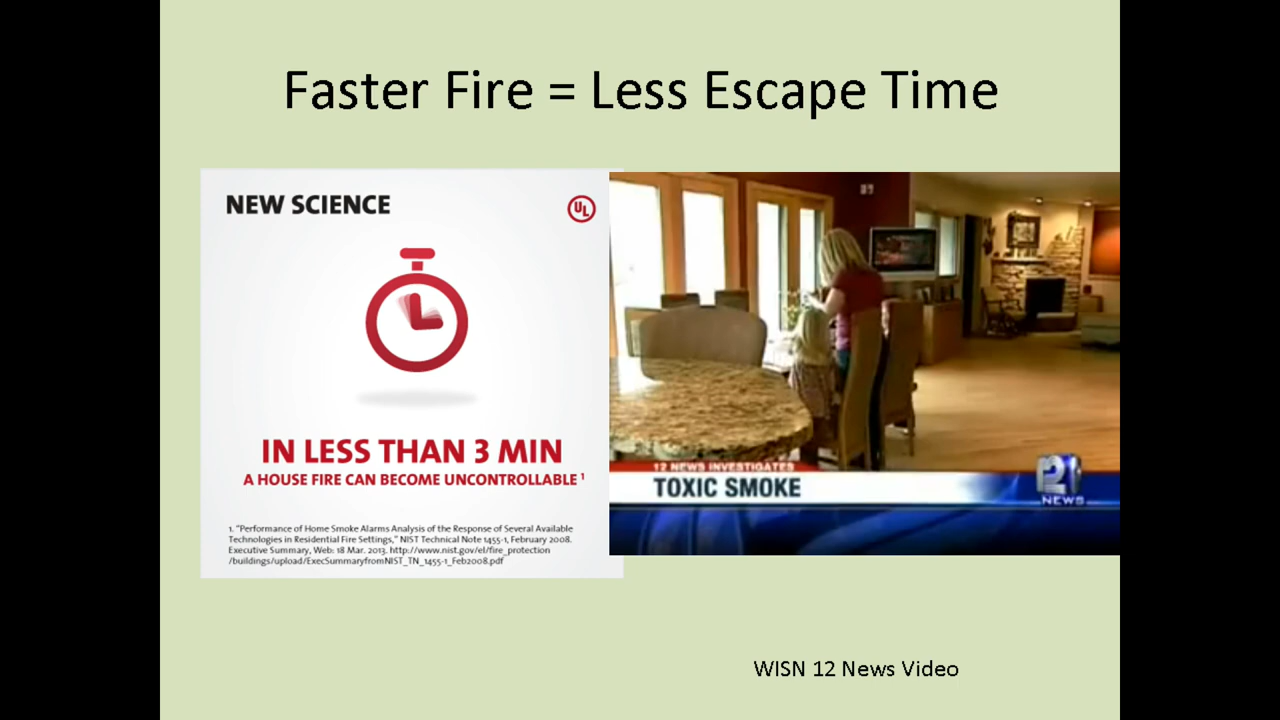 Faster Fire = Less Escape Time
NEW SCIENCE
UL
IN LESS THAN 3 MIN
A HOUSE FIRE CAN BECOME UNCONTROLLABLE 1
1. "Performance of Home Smoke Alarms Analysis of the Response of Several Available
Technologies in Residential Fire Settings," NIST Technical Note 1455-1, February 2008.
Executive Summary, Web: 18 Mar. 2013. http://www.nist.gov/el/fire_protection
/buildings/upload/ExecSummaryfromNIST_TN_1455-1_Feb2008.pdf
12 NEWS INVESTIGATES
TOXIC SMOKE
NEWS
WISN 12 News Video